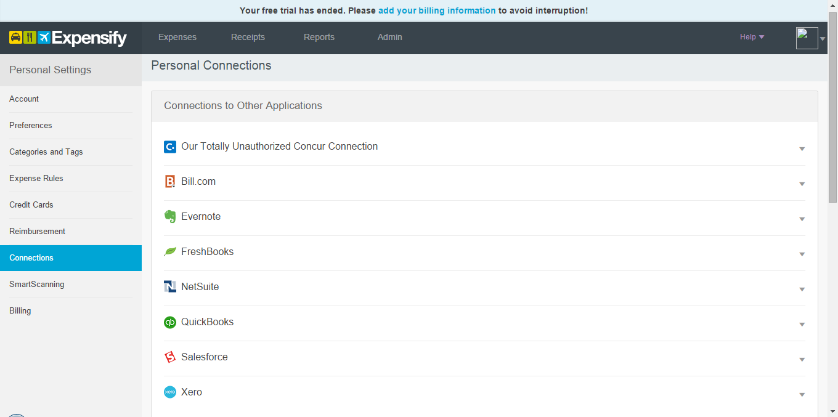 Your free trial has ended. Please add your billing information to avoid interruption!
Expensify
Expenses
Receipts
Reports
Admin
Help
Personal Settings
Account
Preferences
Categories and Tags
Expense Rules
Credit Cards
Reimbursement
Connections
SmartScanning
Billing
Personal Connections
Connections to Other Applications
Our Totally Unauthorized Concur Connection
Bill.com
Evernote
FreshBooks
NetSuite
QuickBooks
Salesforce
Xero